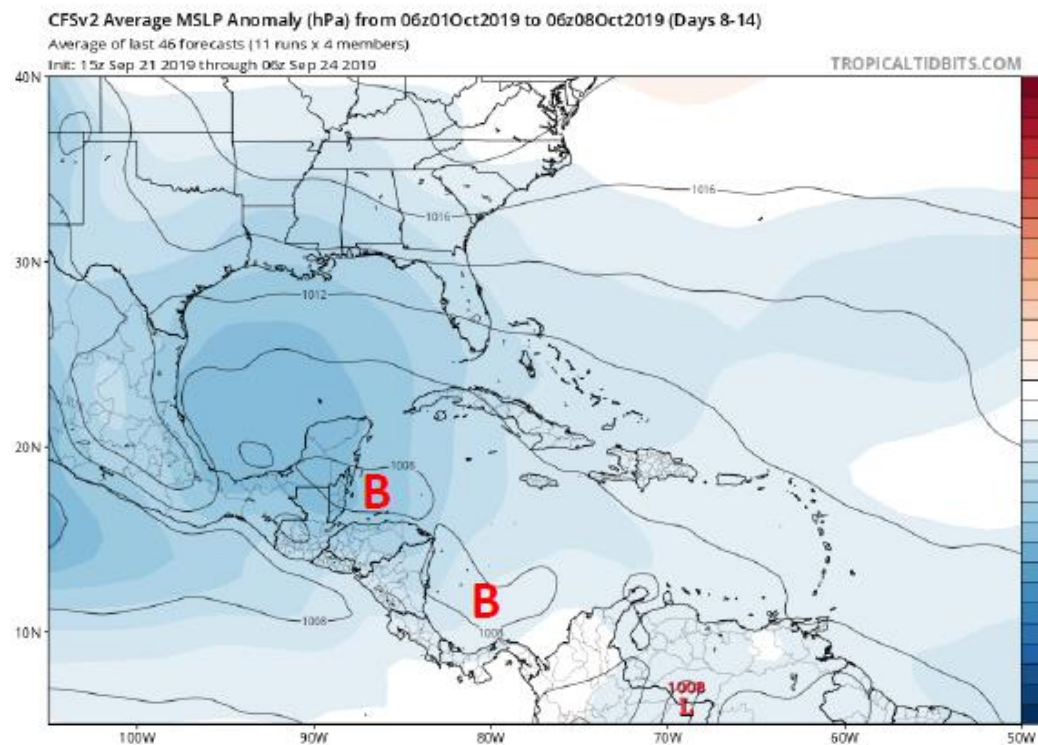 CFSv2 Average MSLP Anomaly (hPa) from 06z01Oct2019 to 06z08Oct2019 (Days 8-14)
Average of last 46 forecasts (11 runs x 4 members)
Init: 15z Sep 21 2019 through 06z Sep 24 2019
TROPICALTIDBITS.COM
40N
1016
1016
30N
1012
20N
1008
B
B
1008
1008
10N
1008
L
100W
90W
80W
70W
60W
50W